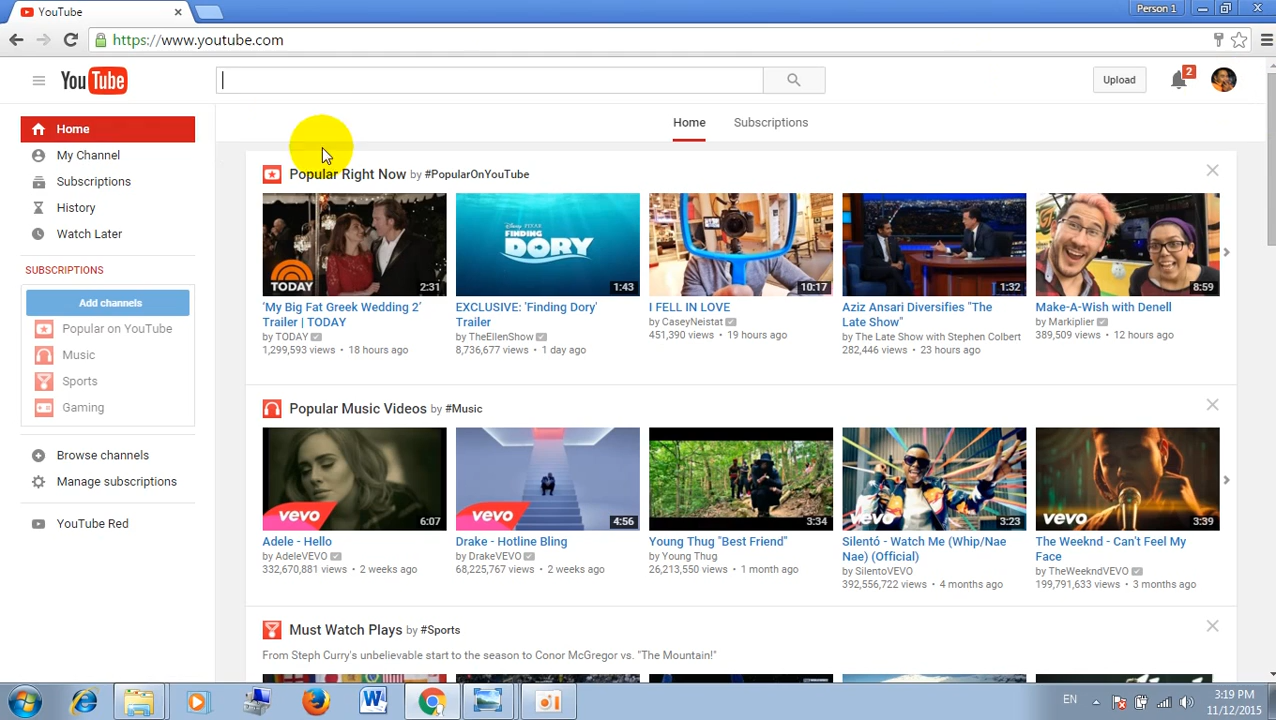 YouTube
Person 1
https://www.youtube.com
YouTube
Upload
2
Home
My Channel
Subscriptions
History
Watch Later
SUBSCRIPTIONS
Add channels
Popular on YouTube
Music
Sports
Gaming
Browse channels
Manage subscriptions
YouTube Red
Home
Subscriptions
Popular Right Now by #PopularOnYouTube
TODAY
2:31
'My Big Fat Greek Wedding 2'
Trailer | TODAY
by TODAY
1,299,593 views • 18 hours ago
Disney PIXAR
FINDING
DORY
1:43
EXCLUSIVE: 'Finding Dory'
Trailer
by TheEllenShow
8,736,677 views • 1 day ago
10:17
I FELL IN LOVE
by CaseyNeistat
451,390 views • 19 hours ago
1:32
Aziz Ansari Diversifies "The
Late Show"
by The Late Show with Stephen Colbert
282,446 views • 23 hours ago
8:59
Make-A-Wish with Denell
by Markiplier
389,509 views • 12 hours ago
Popular Music Videos by #Music
vevo
6:07
Adele - Hello
by AdeleVEVO
332,670,881 views • 2 weeks ago
vevo
4:56
Drake - Hotline Bling
by DrakeVEVO
68,225,767 views • 2 weeks ago
3:34
Young Thug "Best Friend"
by Young Thug
26,213,550 views • 1 month ago
vevo
3:23
Silentó - Watch Me (Whip/Nae
Nae) (Official)
by SilentoVEVO
392,556,722 views • 4 months ago
vevo
3:39
The Weeknd - Can't Feel My
Face
by TheWeekndVEVO
199,791,633 views • 3 months ago
Must Watch Plays by #Sports
From Steph Curry's unbelievable start to the season to Conor McGregor vs. "The Mountain!"
EN
3:19 PM
11/12/2015